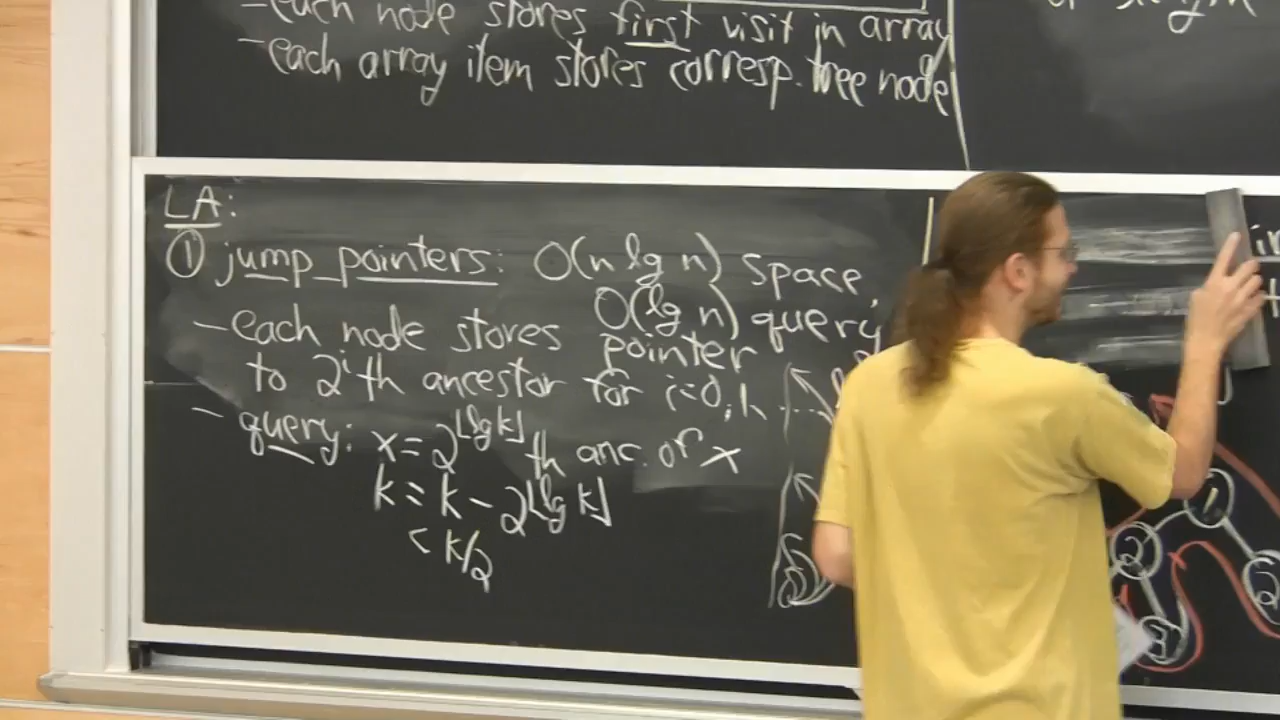 -each node stores first visit in array
-each array item stores corresp. tree node
LA:
① jump pointers: O(n lg n) space,
O(lg n) query
-each node stores pointer
to 2^i th ancestor for i=0,1,
- query: x = 2^⌊lg k⌋ th anc. of x
k = k - 2^⌊lg k⌋
< k/2
1
2